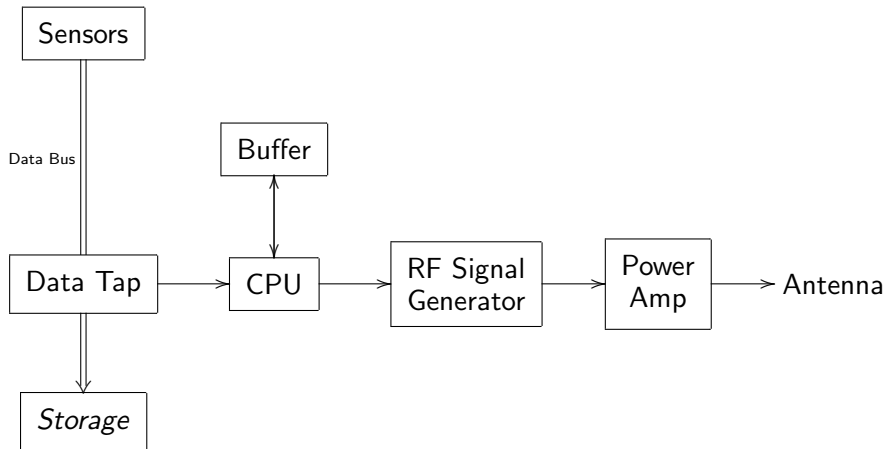 Sensors
Data Bus
Buffer
Data Tap
CPU
RF Signal
Generator
Power
Amp
Antenna
Storage